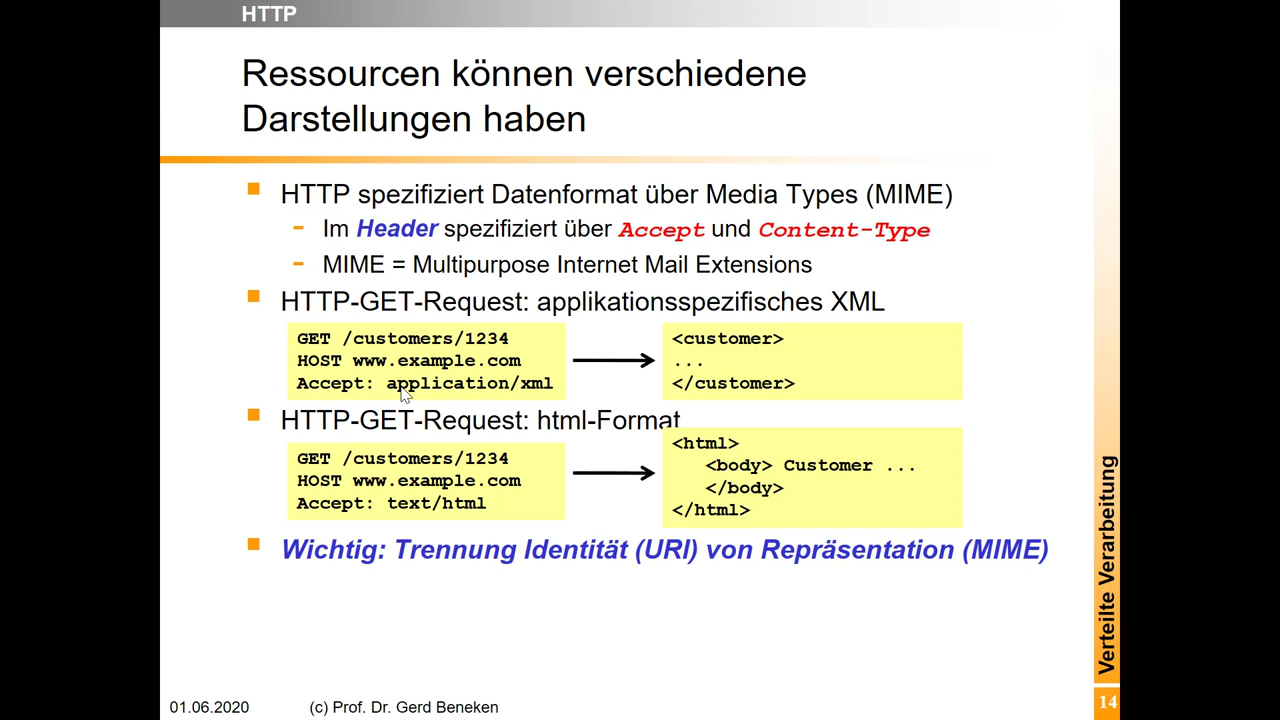 HTTP
Ressourcen können verschiedene
Darstellungen haben
HTTP spezifiziert Datenformat über Media Types (MIME)
Im Header spezifiziert über Accept und Content-Type
MIME = Multipurpose Internet Mail Extensions
HTTP-GET-Request: applikationsspezifisches XML
GET /customers/1234
HOST www.example.com
Accept: application/xml
<customer>
...
</customer>
HTTP-GET-Request: html-Format
GET /customers/1234
HOST www.example.com
Accept: text/html
<html>
<body> Customer ...
</body>
</html>
Wichtig: Trennung Identität (URI) von Repräsentation (MIME)
Verteilte Verarbeitung
01.06.2020
(c) Prof. Dr. Gerd Beneken
14